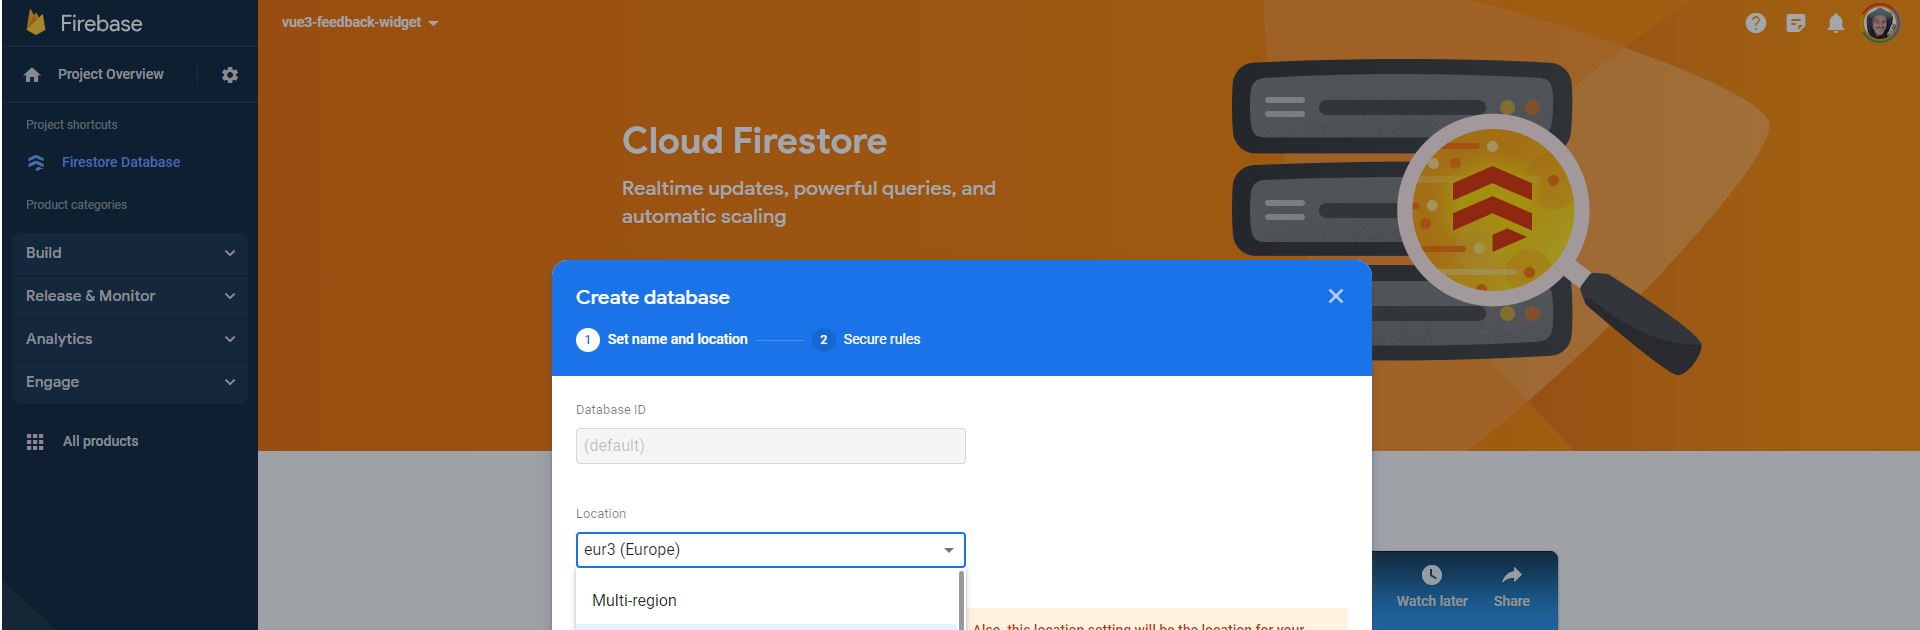 Firebase
vue3-feedback-widget
Project Overview
Project shortcuts
Firestore Database
Product categories
Build
Release & Monitor
Analytics
Engage
All products
Cloud Firestore
Realtime updates, powerful queries, and
automatic scaling
Create database
1 Set name and location
2 Secure rules
Database ID
(default)
Location
eur3 (Europe)
Multi-region
Also, this location setting will be the location for your
Watch later
Share